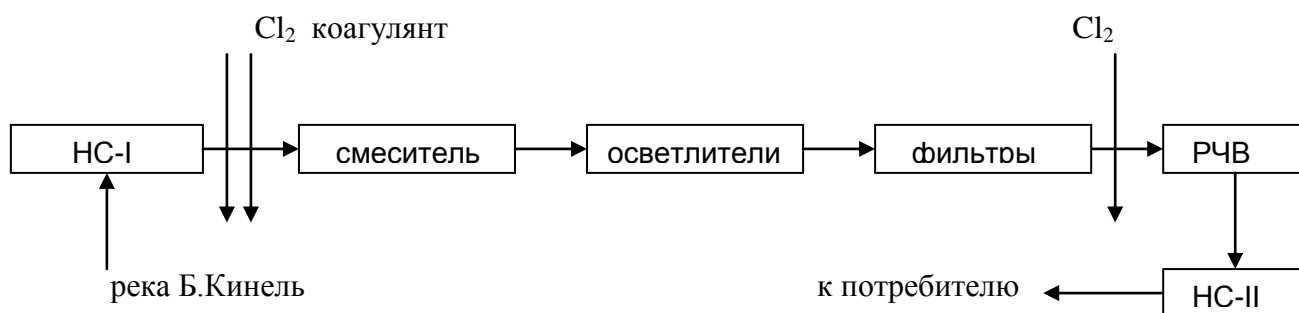 Cl₂ коагулянт
Cl₂
НС-I
смеситель
осветлители
фильтры
РЧВ
река Б.Кинель
к потребителю
НС-II